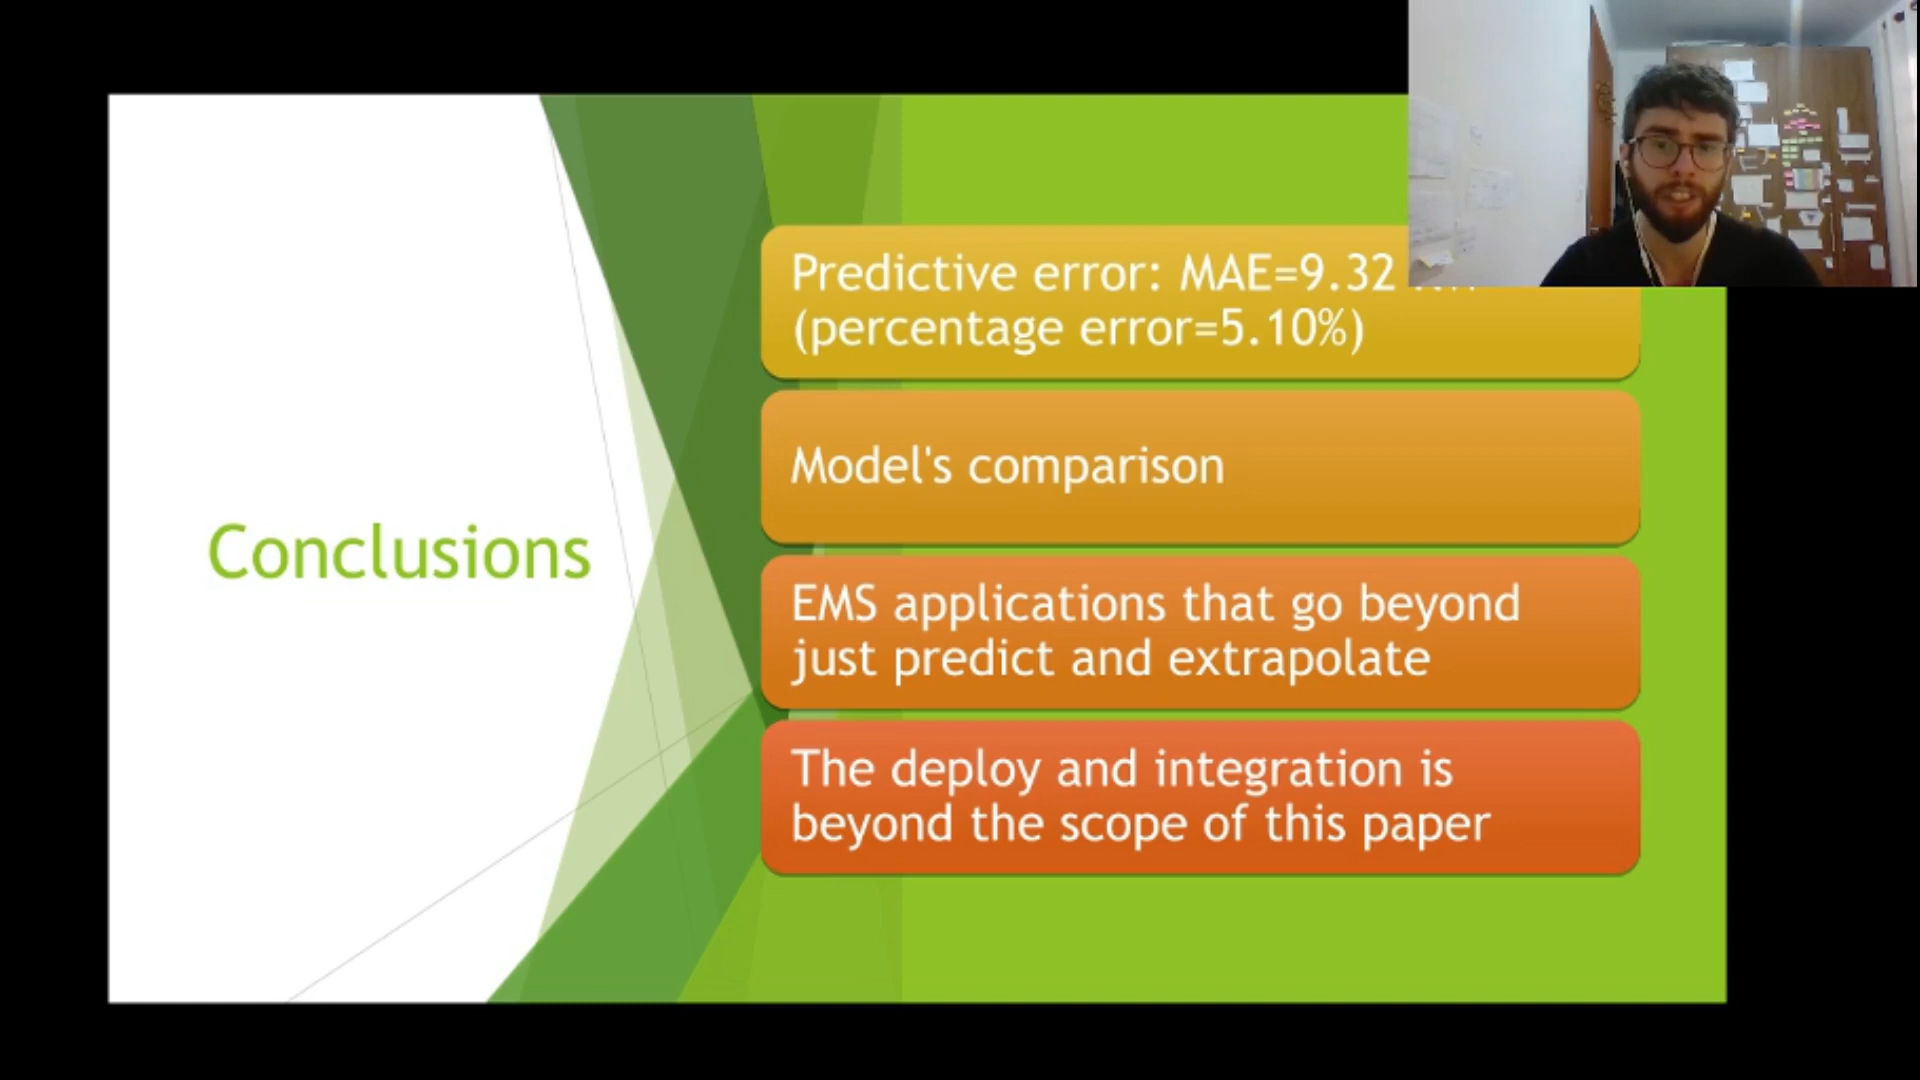 Conclusions
Predictive error: MAE=9.32
(percentage error=5.10%)
Model's comparison
EMS applications that go beyond
just predict and extrapolate
The deploy and integration is
beyond the scope of this paper